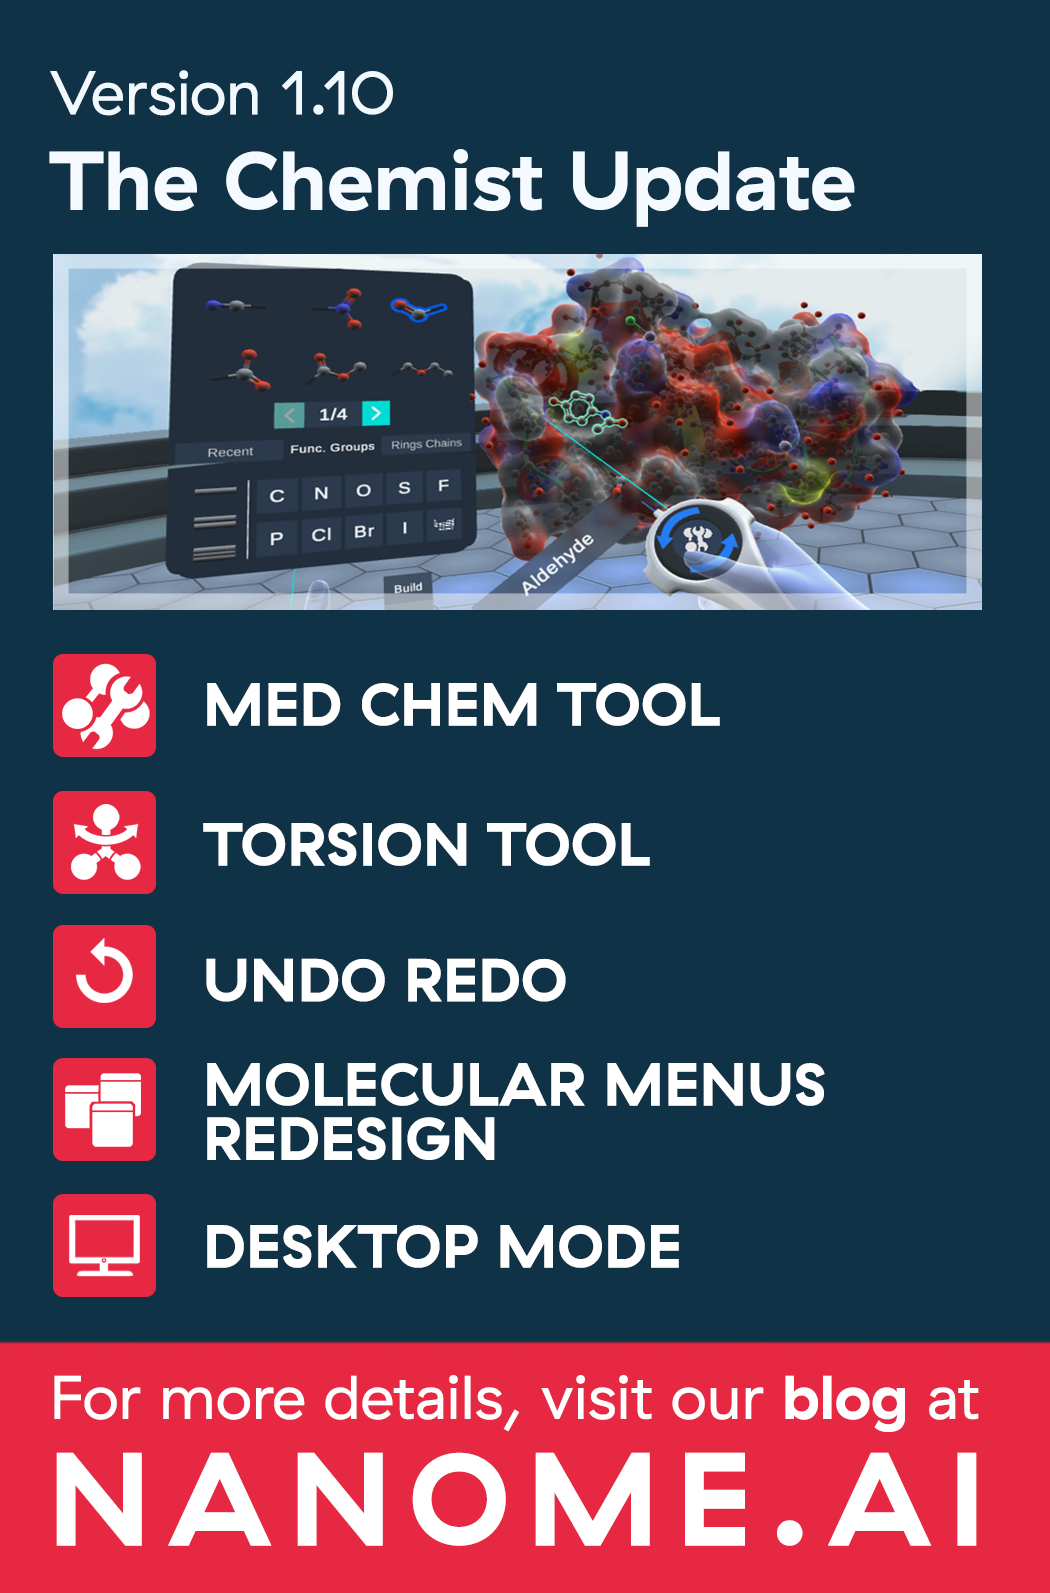 Version 1.10
The Chemist Update
1/4
Recent
Func. Groups
Rings Chains
C N O S F
P Cl Br I
Build
Aldehyde
MED CHEM TOOL
TORSION TOOL
UNDO REDO
MOLECULAR MENUS
REDESIGN
DESKTOP MODE
For more details, visit our blog at
NANOME.AI